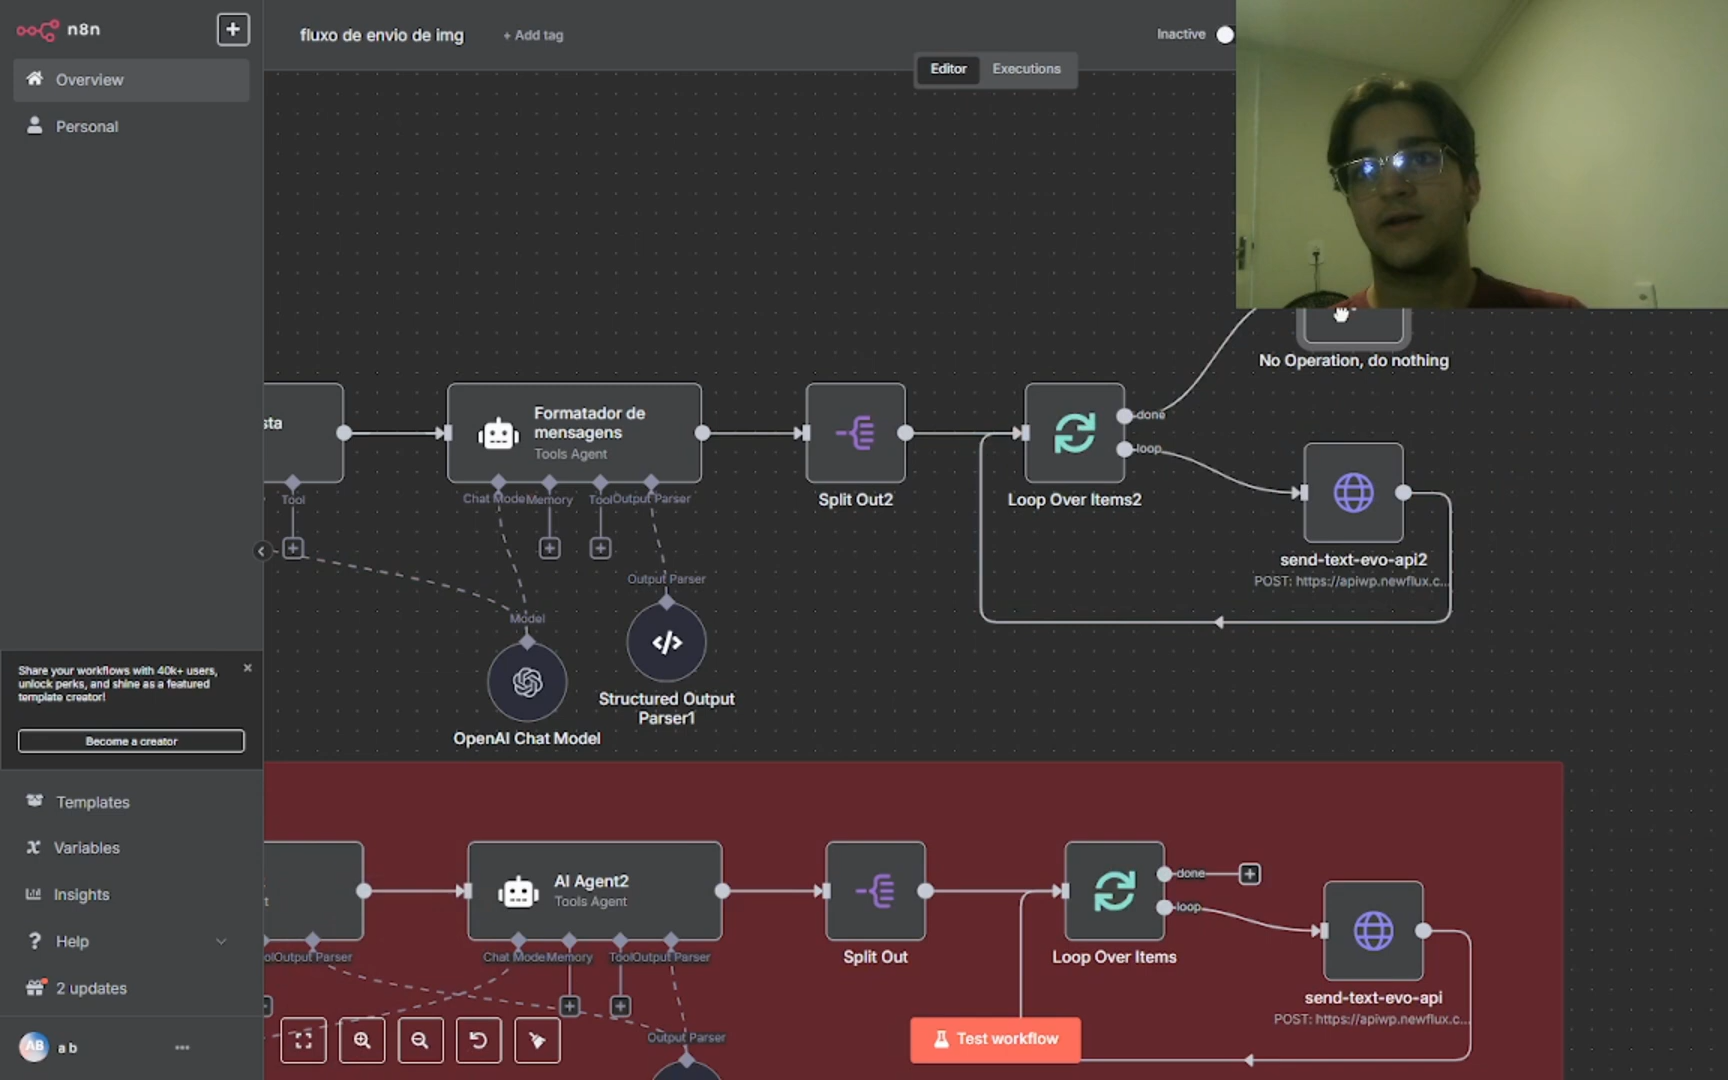 n8n
fluxo de envio de img
+ Add tag
Inactive
Editor
Executions
Overview
Personal
No Operation, do nothing
sta
Formatador de
mensagens
Tools Agent
done
loop
Tool
Chat Mode
Memory
Tool
Output Parser
Split Out2
Loop Over Items2
send-text-evo-api2
POST: https://apiwp.newflux.c...
Output Parser
Model
Structured Output
Parser1
OpenAI Chat Model
Share your workflows with 40k+ users,
unlock perks, and shine as a featured
template creator!
Become a creator
Templates
Variables
Insights
Help
2 updates
AB
a b
t
AI Agent2
Tools Agent
done
loop
ol
Output Parser
Chat Mode
Memory
Tool
Output Parser
Split Out
Loop Over Items
send-text-evo-api
POST: https://apiwp.newflux.c...
Output Parser
Test workflow